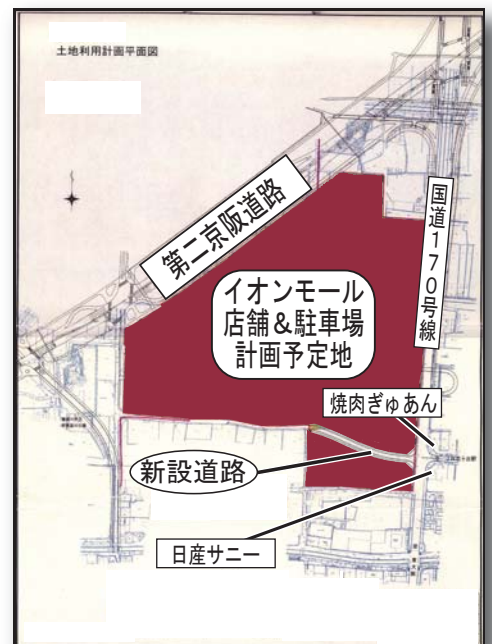 土地利用計画平面図
第二京阪道路
国道170号線
イオンモール
店舗＆駐車場
計画予定地
焼肉ぎゅあん
新設道路
日産サニー